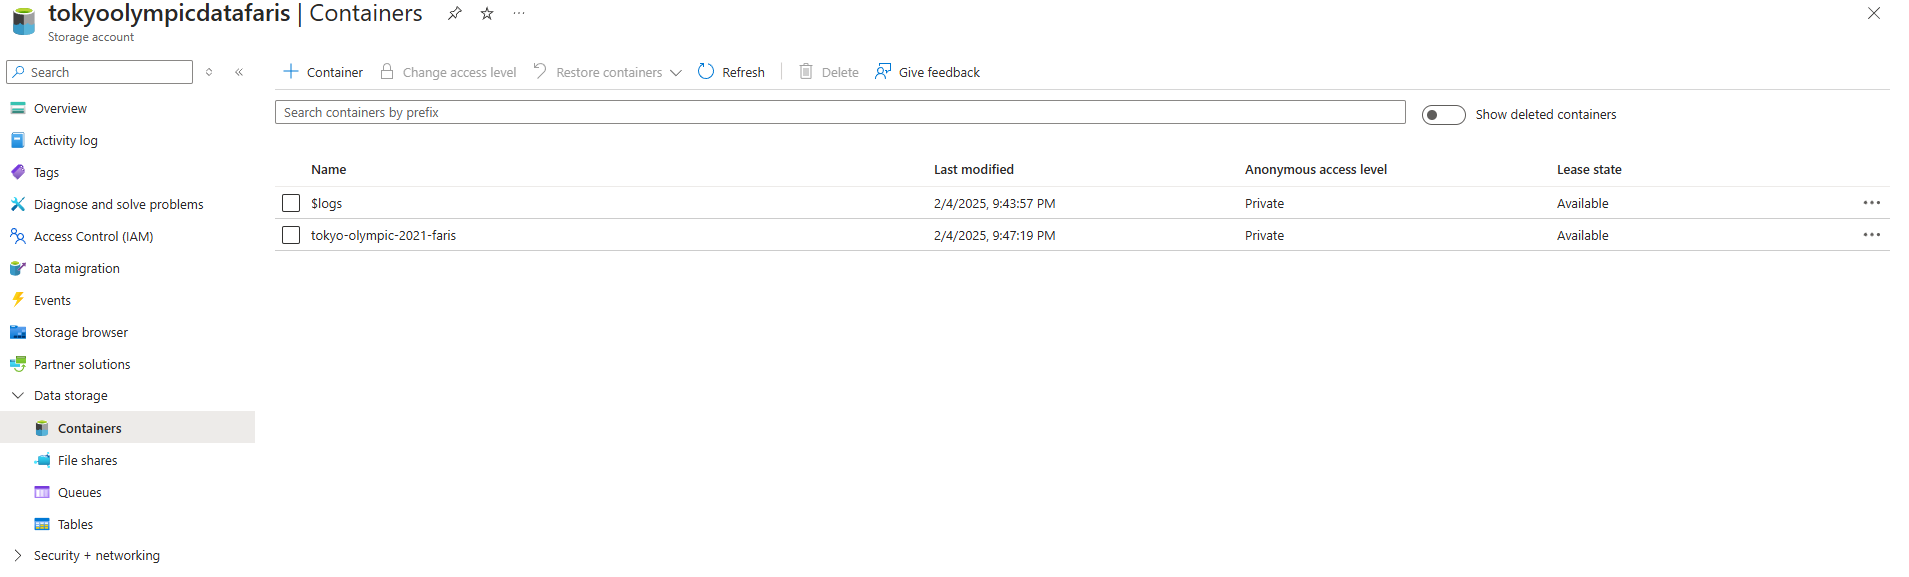 tokyoolympicdatafaris | Containers
Storage account
Search
Overview
Activity log
Tags
Diagnose and solve problems
Access Control (IAM)
Data migration
Events
Storage browser
Partner solutions
Data storage
Containers
File shares
Queues
Tables
Security + networking
Container Change access level Restore containers Refresh Delete Give feedback
Search containers by prefix
Show deleted containers
Name Last modified Anonymous access level Lease state
$logs 2/4/2025, 9:43:57 PM Private Available
tokyo-olympic-2021-faris 2/4/2025, 9:47:19 PM Private Available